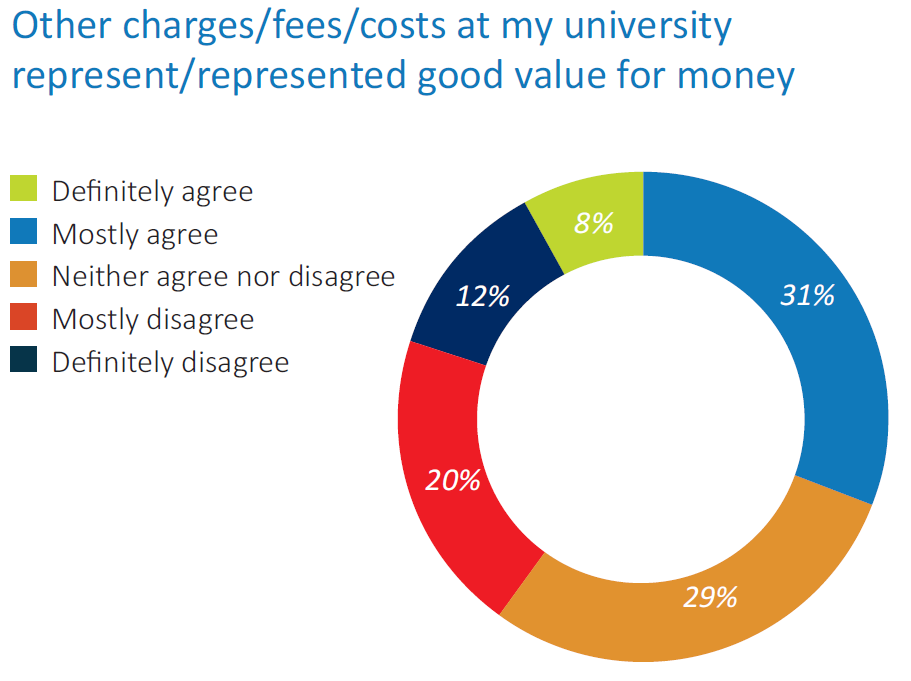 Other charges/fees/costs at my university
represent/represented good value for money
Definitely agree
Mostly agree
Neither agree nor disagree
Mostly disagree
Definitely disagree
8%
31%
12%
20%
29%